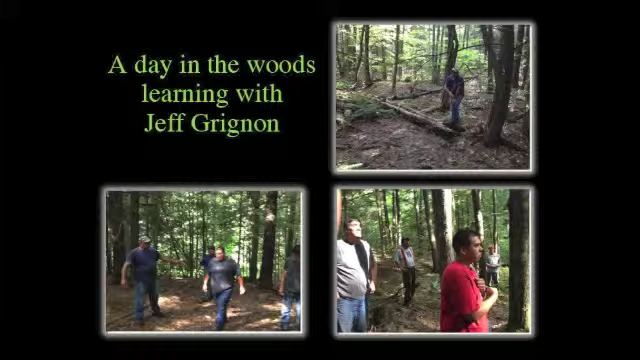 A day in the woods
learning with
Jeff Grignon